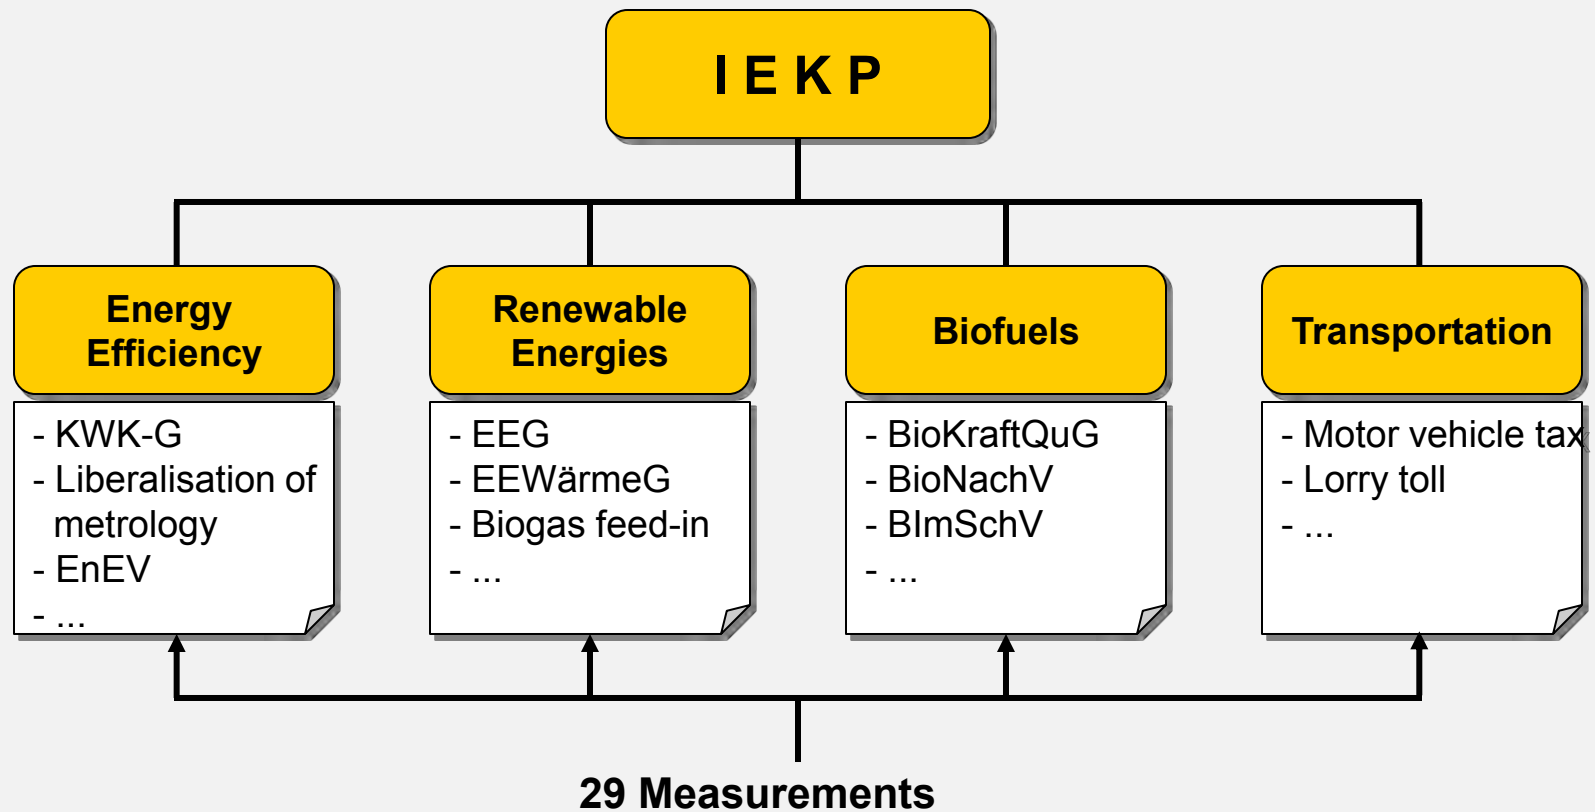 I E K P
Energy
Efficiency
- KWK-G
- Liberalisation of
metrology
- EnEV
- ...
Renewable
Energies
- EEG
- EEWärmeG
- Biogas feed-in
- ...
Biofuels
- BioKraftQuG
- BioNachV
- BImSchV
- ...
Transportation
- Motor vehicle tax
- Lorry toll
- ...
29 Measurements